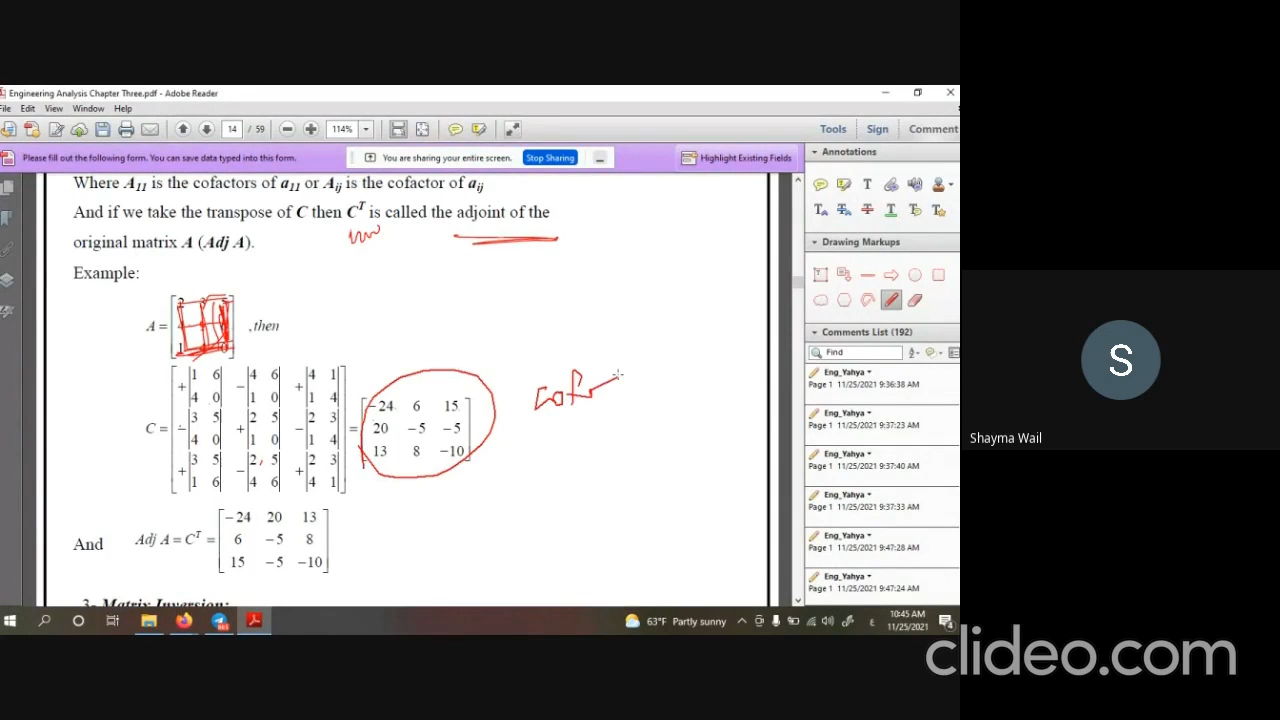 Engineering Analysis Chapter Three.pdf - Adobe Reader
File Edit View Window Help
14 / 59 114% Tools Sign Comment
Please fill out the following form. You can save data typed into this form. You are sharing your entire screen. Stop Sharing Highlight Existing Fields
Where A11 is the cofactors of a11 or Aij is the cofactor of aij
And if we take the transpose of C then C^T is called the adjoint of the
original matrix A (Adj A).
Example:
A = , then
C = + |1 6| - |4 6| + |4 1|
|4 0| |1 0| |1 4|
- |3 5| + |2 5| - |2 3|
|4 0| |1 0| |1 4|
+ |3 5| - |2 5| + |2 3|
|1 6| |4 6| |4 1|
= -24 6 15
20 -5 -5
13 8 -10
And Adj A = C^T =
-24 20 13
6 -5 8
15 -5 -10
3- Matrix Inversion:
Annotations
Drawing Markups
Comments List (192)
Find
Eng_Yahya
Page 1 11/25/2021 9:36:38 AM
Eng_Yahya
Page 1 11/25/2021 9:37:23 AM
Eng_Yahya
Page 1 11/25/2021 9:37:40 AM
Eng_Yahya
Page 1 11/25/2021 9:37:33 AM
Eng_Yahya
Page 1 11/25/2021 9:47:28 AM
Eng_Yahya
Page 1 11/25/2021 9:47:24 AM
63°F Partly sunny
10:45 AM
11/25/2021
S
Shayma Wail
clideo.com